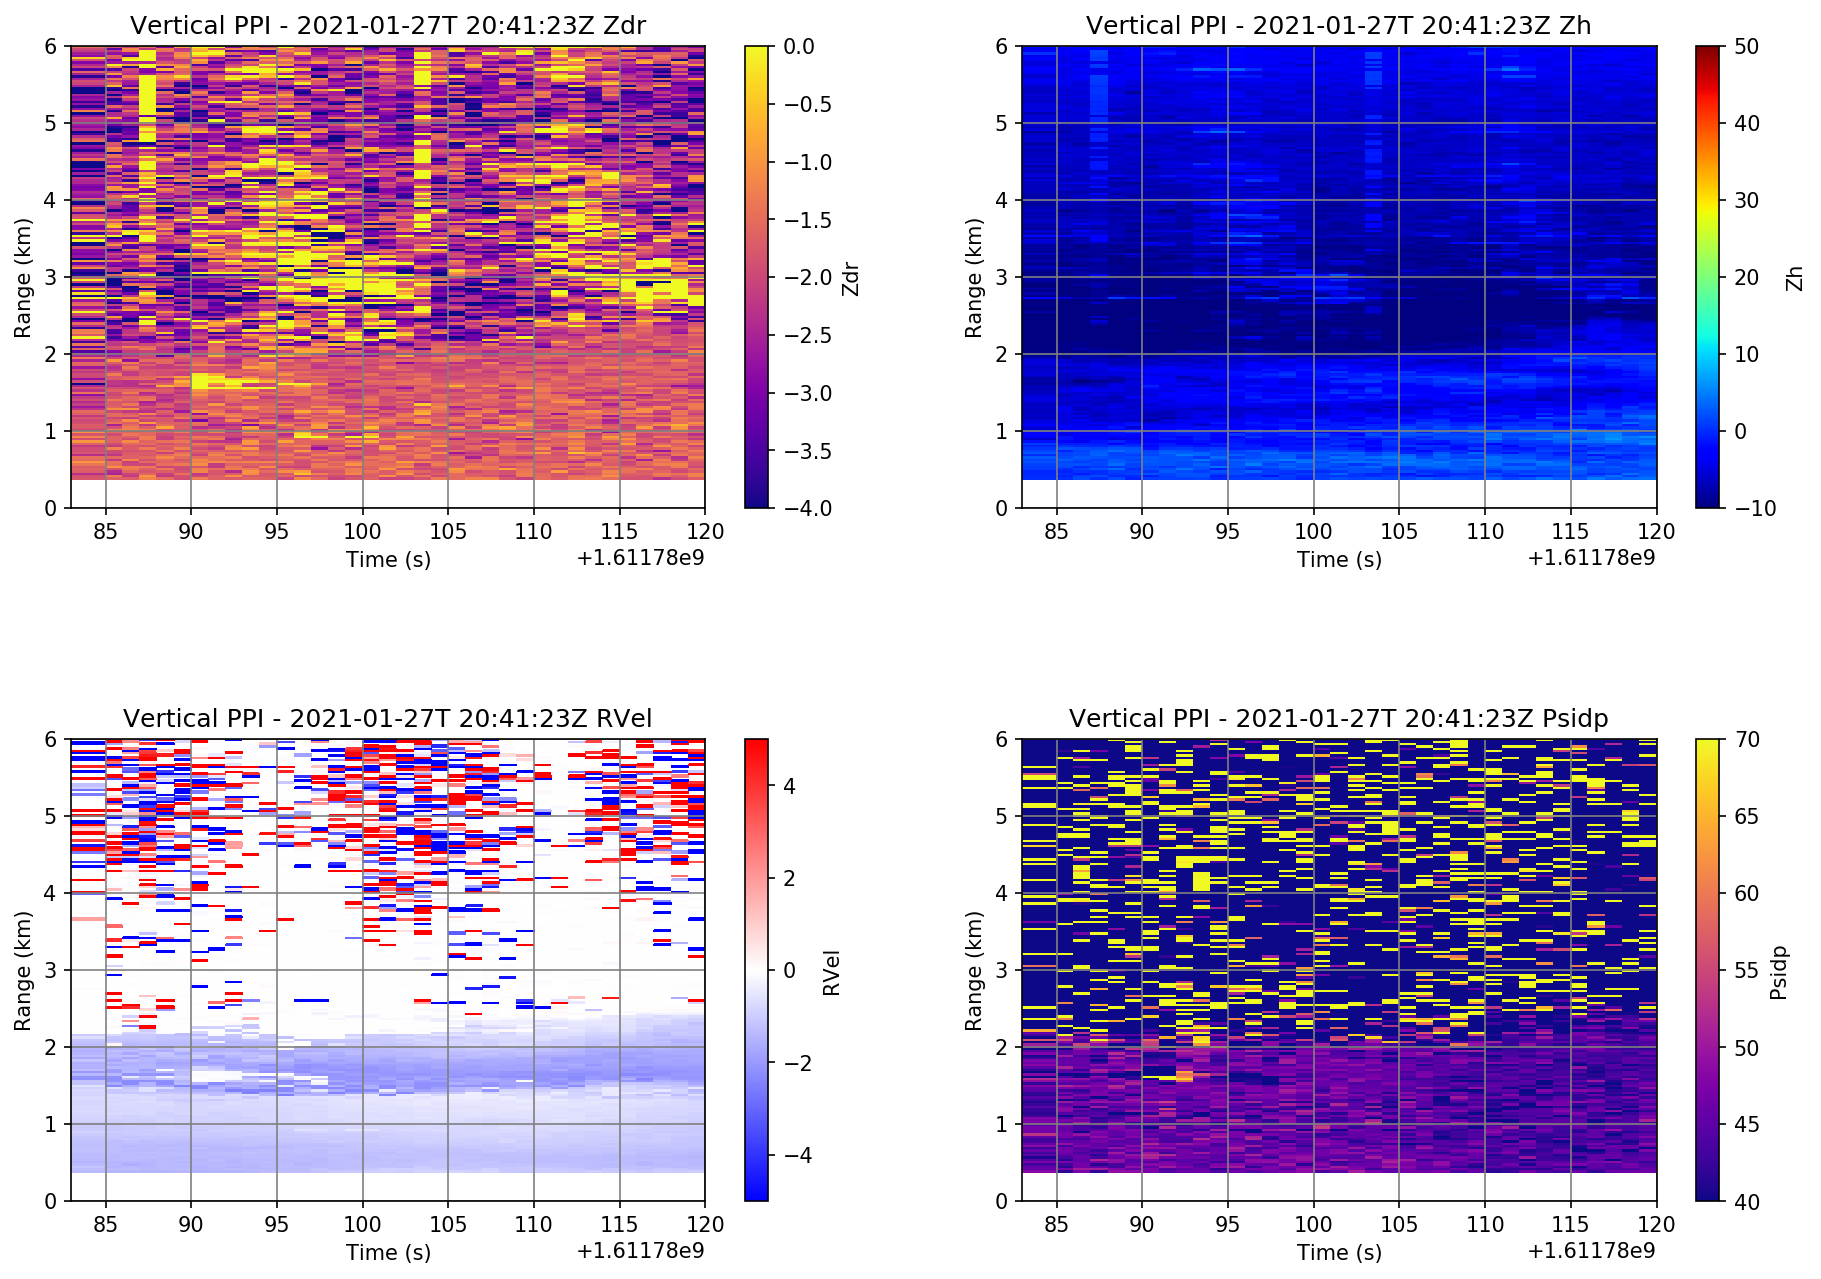 Vertical PPI - 2021-01-27T 20:41:23Z Zdr
6
5
4
3
2
1
0
Range (km)
85 90 95 100 105 110 115 120
Time (s)
+1.61178e9
0.0
−0.5
−1.0
−1.5
−2.0
−2.5
−3.0
−3.5
−4.0
Zdr
Vertical PPI - 2021-01-27T 20:41:23Z Zh
6
5
4
3
2
1
0
Range (km)
85 90 95 100 105 110 115 120
Time (s)
+1.61178e9
50
40
30
20
10
0
−10
Zh
Vertical PPI - 2021-01-27T 20:41:23Z RVel
6
5
4
3
2
1
0
Range (km)
85 90 95 100 105 110 115 120
Time (s)
+1.61178e9
4
2
0
−2
−4
RVel
Vertical PPI - 2021-01-27T 20:41:23Z Psidp
6
5
4
3
2
1
0
Range (km)
85 90 95 100 105 110 115 120
Time (s)
+1.61178e9
70
65
60
55
50
45
40
Psidp